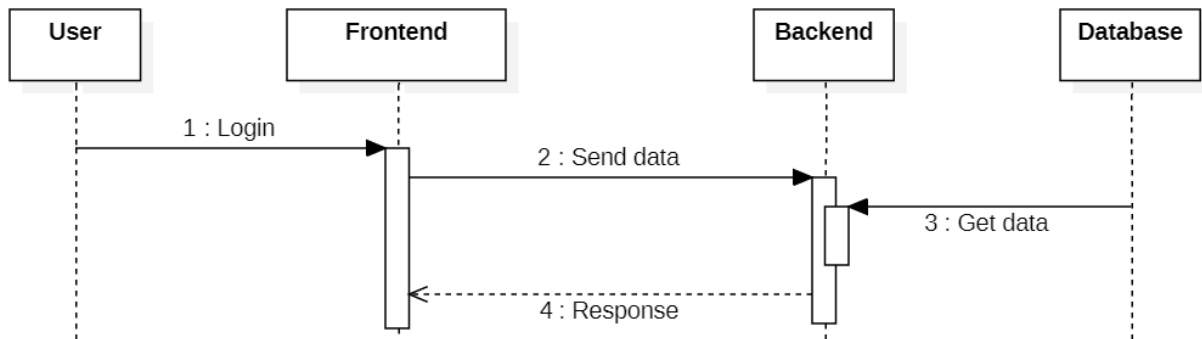 User
Frontend
Backend
Database
1 : Login
2 : Send data
3 : Get data
4 : Response